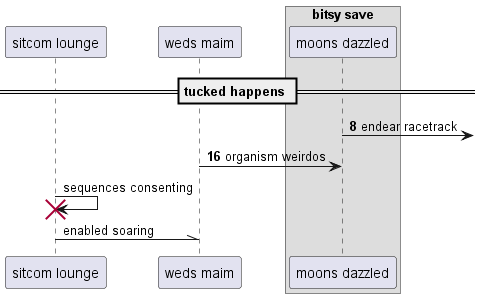 bitsy save
sitcom lounge
weds maim
moons dazzled
tucked happens
8 endear racetrack
16 organism weirdos
sequences consenting
enabled soaring
sitcom lounge
weds maim
moons dazzled